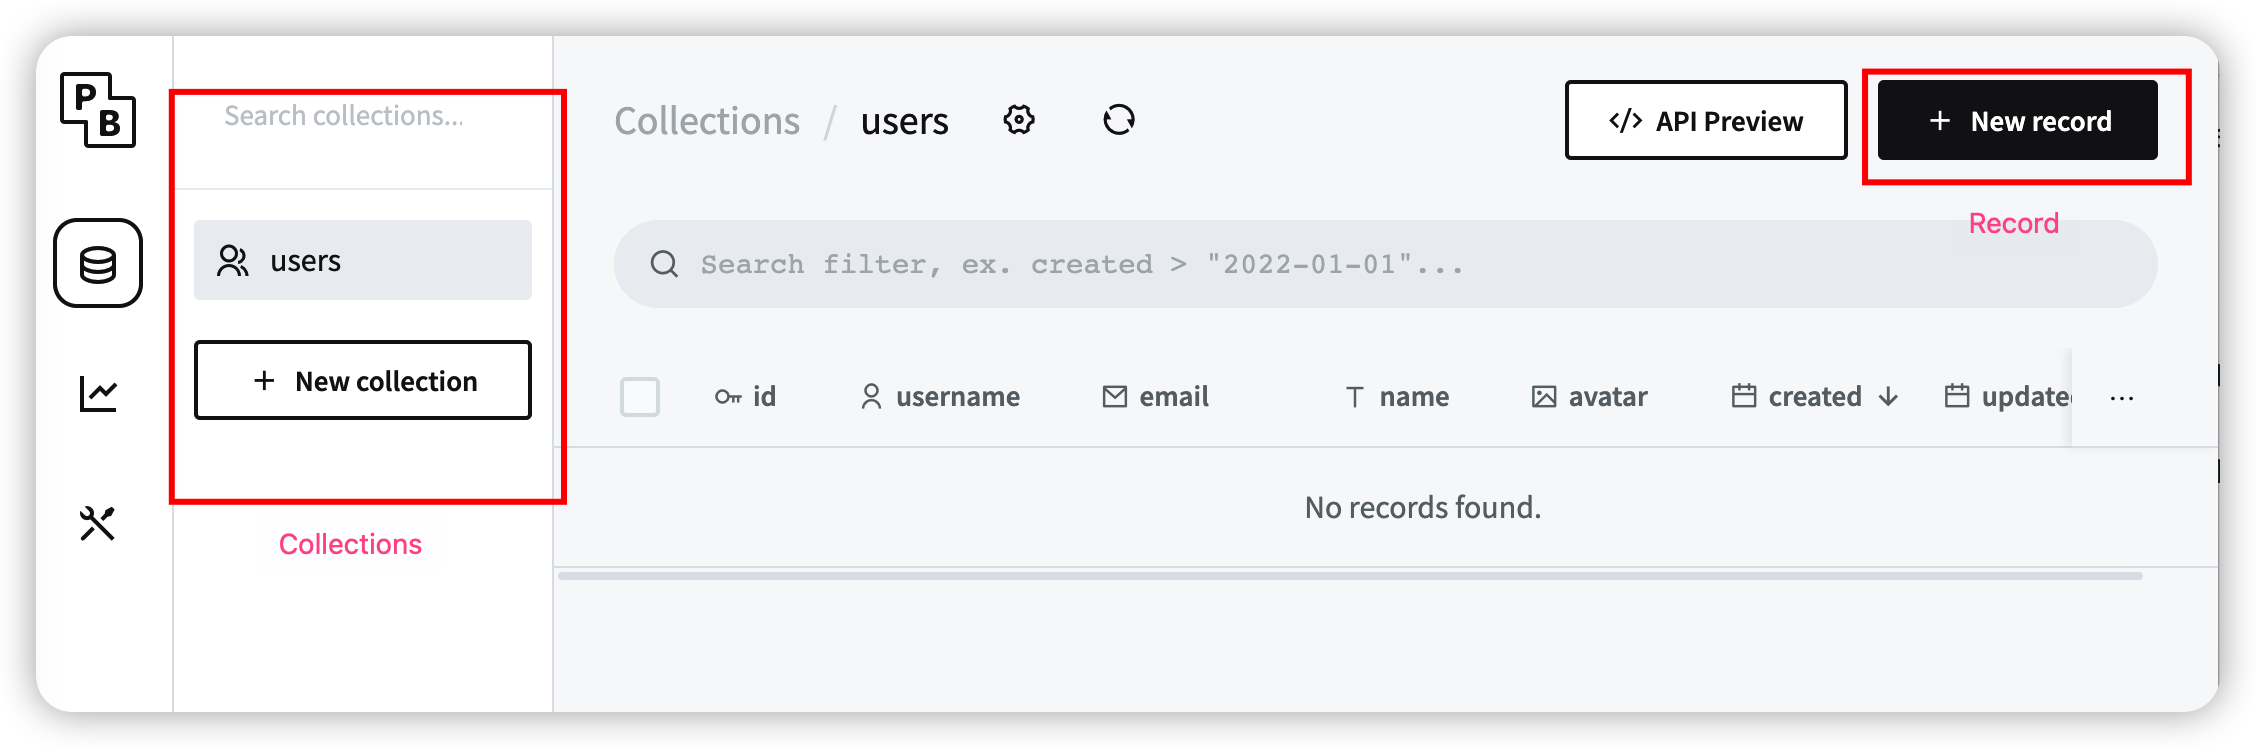 P
B
Search collections...
users
+ New collection
Collections
Collections / users
</> API Preview
+ New record
Record
Search filter, ex. created > "2022-01-01"...
id username email name avatar created update ...
No records found.